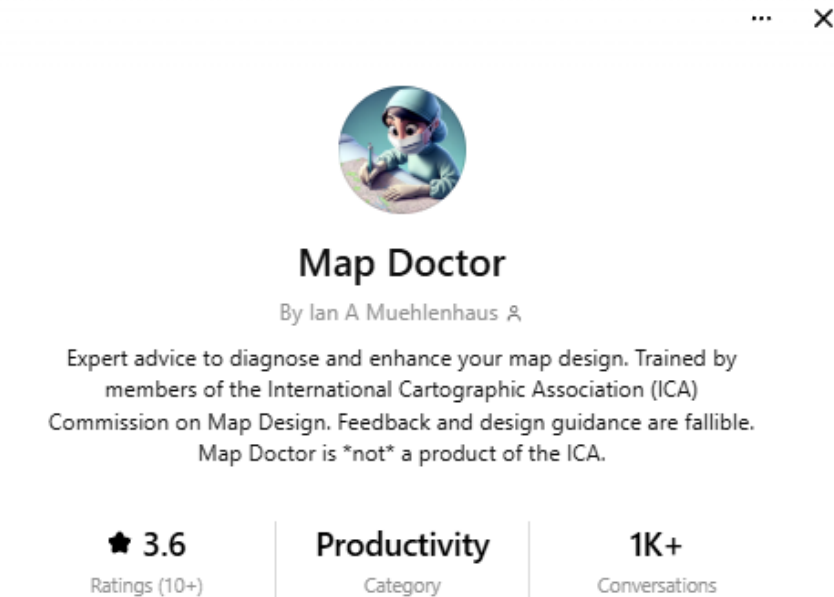 Map Doctor
By Ian A Muehlenhaus
Expert advice to diagnose and enhance your map design. Trained by
members of the International Cartographic Association (ICA)
Commission on Map Design. Feedback and design guidance are fallible.
Map Doctor is *not* a product of the ICA.
★ 3.6 Productivity 1K+
Ratings (10+) Category Conversations